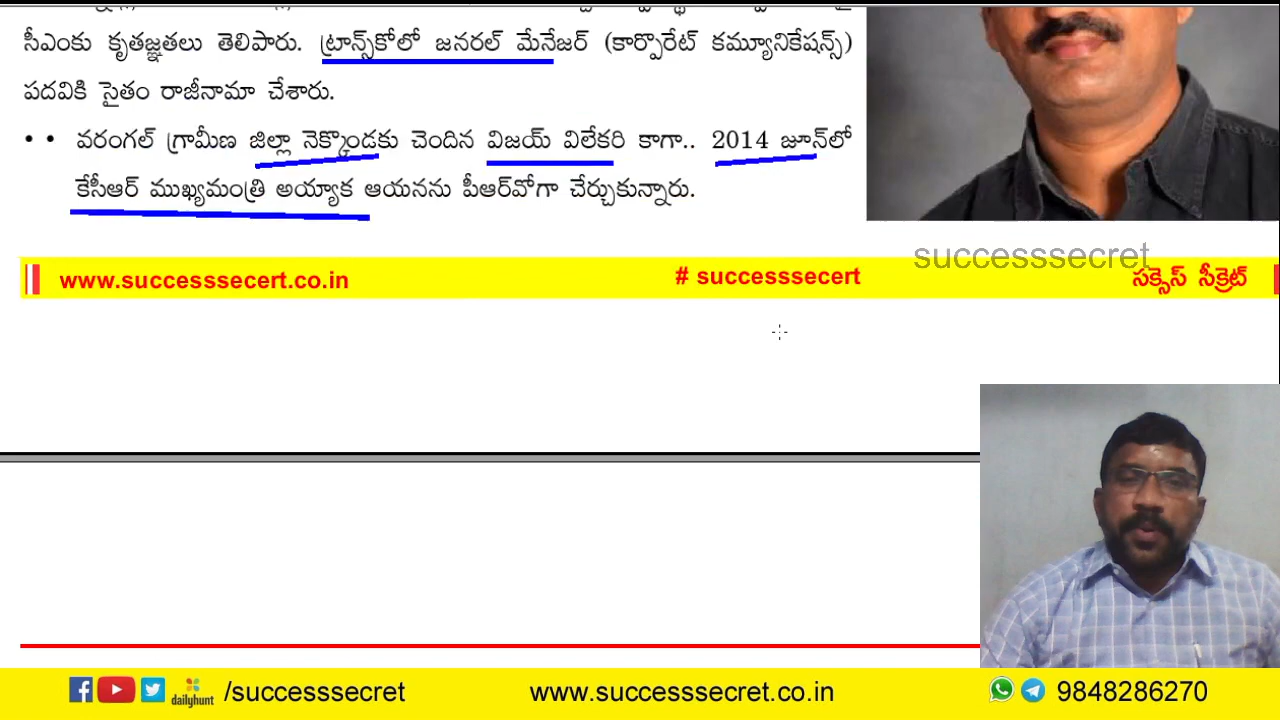 సీఎంకు కృతజ్ఞతలు తెలిపారు. ట్రాన్స్‌కోలో జనరల్ మేనేజర్ (కార్పొరేట్ కమ్యూనికేషన్స్)
పదవికి సైతం రాజీనామా చేశారు.
•• వరంగల్ గ్రామీణ జిల్లా నెక్కొండకు చెందిన విజయ్ విలేకరి కాగా.. 2014 జూన్‌లో
కేసీఆర్ ముఖ్యమంత్రి అయ్యాక ఆయనను పీఆర్‌వోగా చేర్చుకున్నారు.
successsecret
www.successsecert.co.in # successsecert సక్సెస్ సీక్రెట్
dailyhunt /successsecret www.successsecret.co.in 9848286270